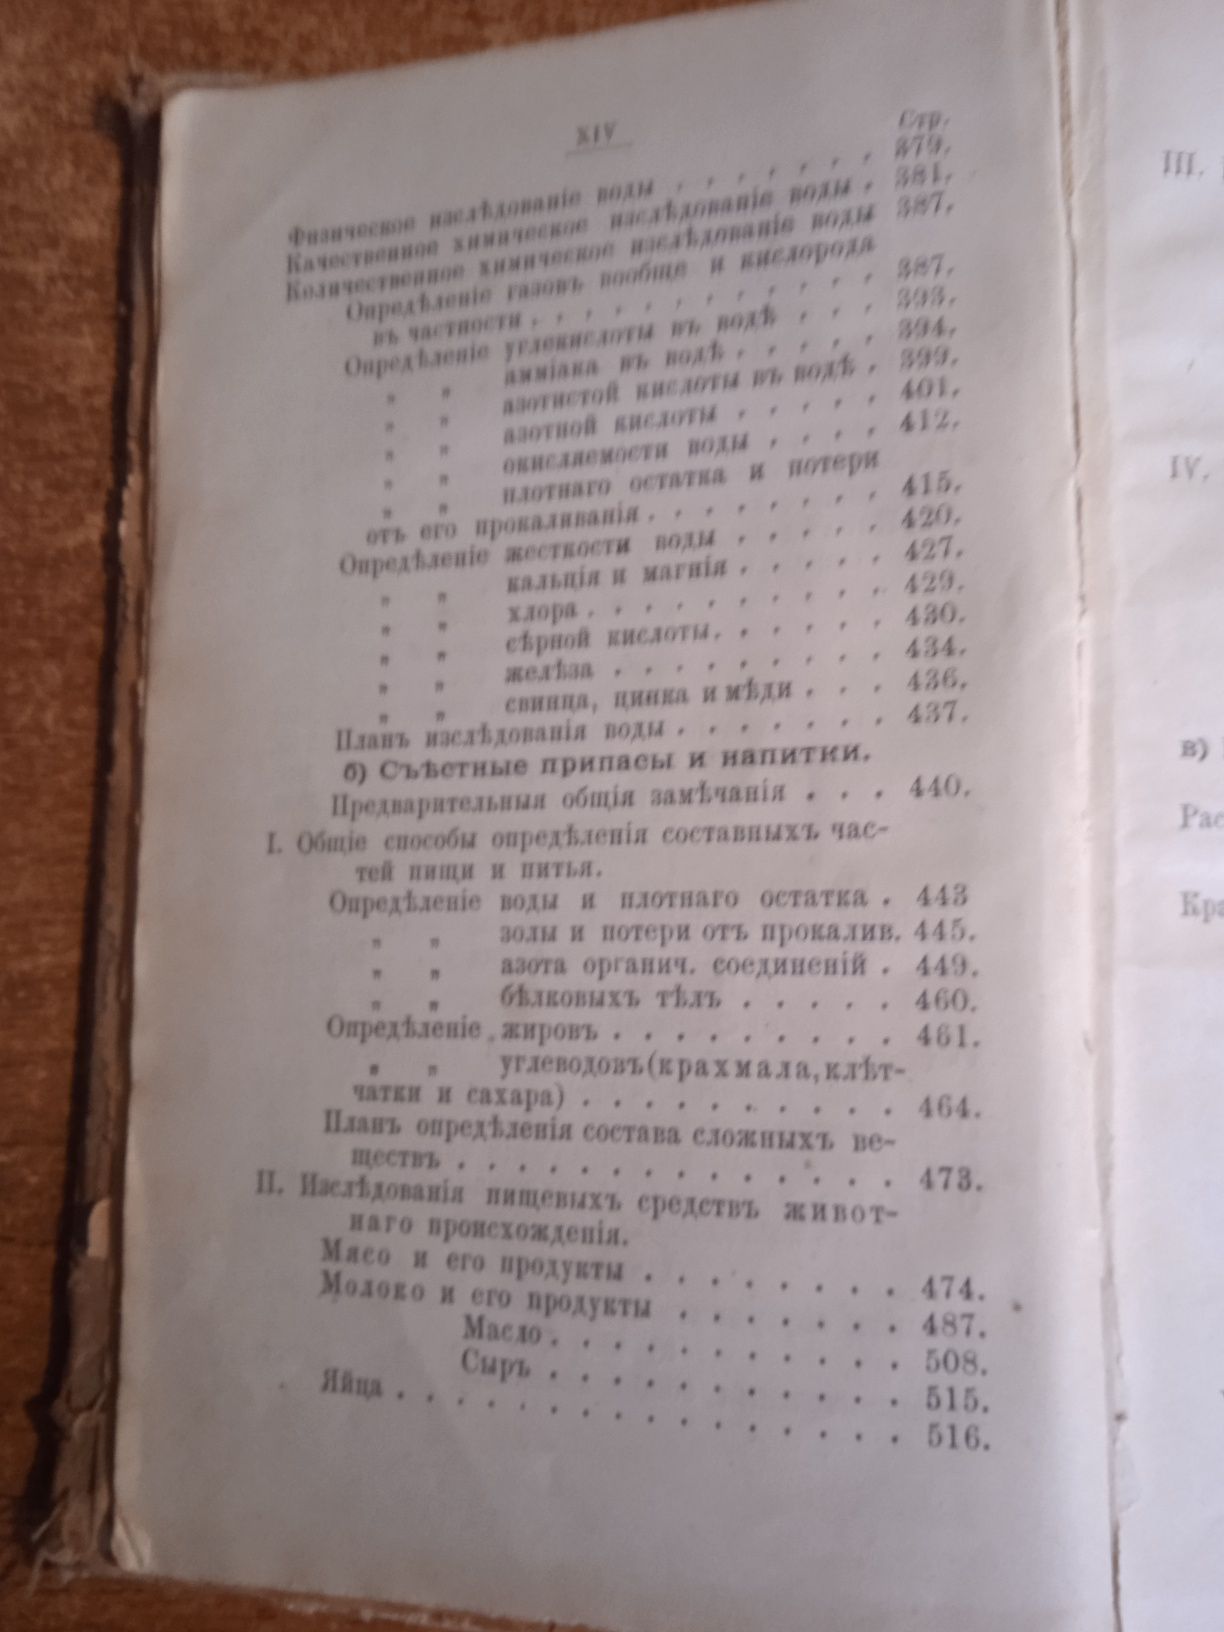 XIV
Стр.
Физическое изслѣдованіе воды . . . . . . . 379.
Качественное химическое изслѣдованіе воды . 381.
Количественное химическое изслѣдованіе воды 387.
Опредѣленіе газовъ вообще и кислорода
въ частности . . . . . . . . . . . . 387.
Опредѣленіе углекислоты въ водѣ . . . 393.
„ „ амміака въ водѣ . . . . . 394.
„ „ азотистой кислоты въ водѣ . 399.
„ „ азотной кислоты . . . . . 401.
„ „ окисляемости воды . . . . 412.
„ „ плотнаго остатка и потери
отъ его прокаливанія . . . . . . . . 415.
Опредѣленіе жесткости воды . . . . . 420.
„ „ кальція и магнія . . . . . 427.
„ „ хлора . . . . . . . . . . 429.
„ „ сѣрной кислоты . . . . . . 430.
„ „ желѣза . . . . . . . . . 434.
„ „ свинца, цинка и мѣди . . . 436.
Планъ изслѣдованія воды . . . . . . . 437.
б) Съѣстные припасы и напитки.
Предварительныя общія замѣчанія . . . 440.
I. Общіе способы опредѣленія составныхъ час-
тей пищи и питья.
Опредѣленіе воды и плотнаго остатка . 443
„ „ золы и потери отъ прокалив. 445.
„ „ азота органич. соединеній . 449.
„ „ бѣлковыхъ тѣлъ . . . . . 460.
Опредѣленіе жировъ . . . . . . . . . 461.
„ „ углеводовъ (крахмала, клѣт-
чатки и сахара) . . . . . . . . . . . 464.
Планъ опредѣленія состава сложныхъ ве-
ществъ . . . . . . . . . . . . . . . 473.
II. Изслѣдованія пищевыхъ средствъ живот-
наго происхожденія.
Мясо и его продукты . . . . . . . . 474.
Молоко и его продукты . . . . . . . 487.
Масло . . . . . . . . . . . 508.
Сыръ . . . . . . . . . . . 515.
Яйца . . . . . . . . . . . . . . . . 516.
III.
IV.
в)
Рас
Кра